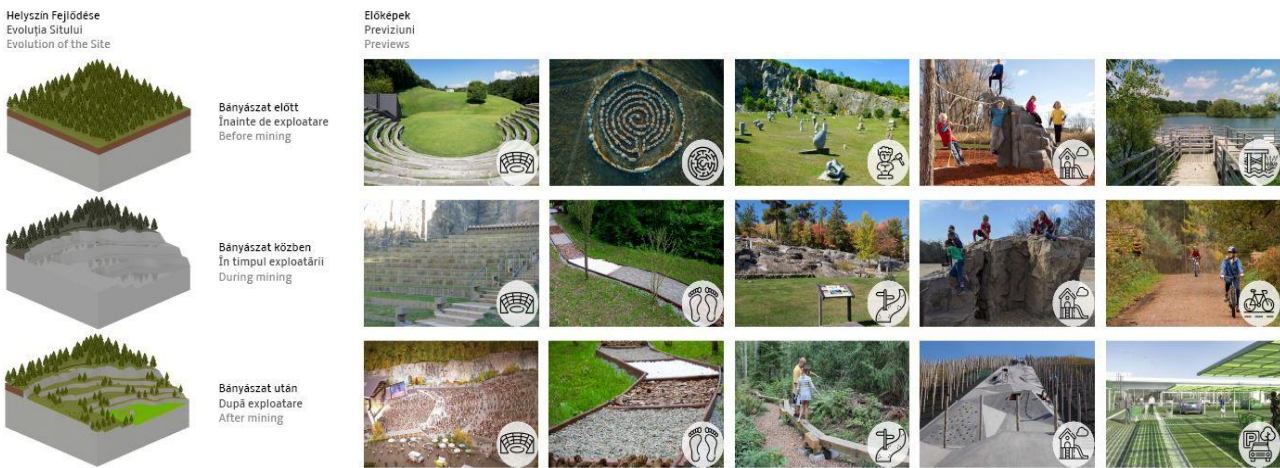 Helyszín Fejlődése
Evoluția Sitului
Evolution of the Site
Előképek
Previziuni
Previews
Bányászat előtt
Înainte de exploatare
Before mining
Bányászat közben
În timpul exploatării
During mining
Bányászat után
După exploatare
After mining
P